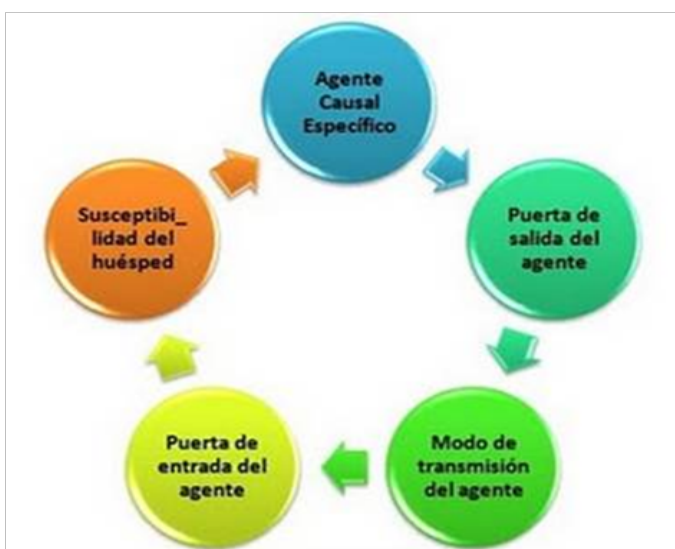 Agente
Causal
Específico
Puerta de
salida del
agente
Modo de
transmisión
del agente
Puerta de
entrada del
agente
Susceptibi_
lidad del
huésped